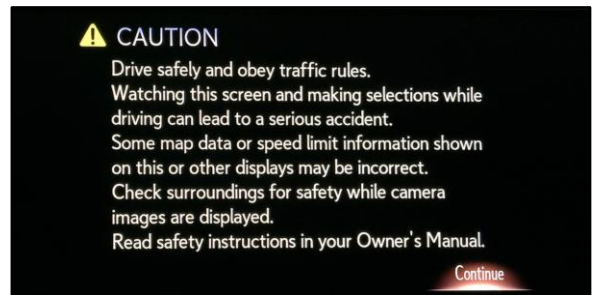 CAUTION
Drive safely and obey traffic rules.
Watching this screen and making selections while
driving can lead to a serious accident.
Some map data or speed limit information shown
on this or other displays may be incorrect.
Check surroundings for safety while camera
images are displayed.
Read safety instructions in your Owner's Manual.
Continue